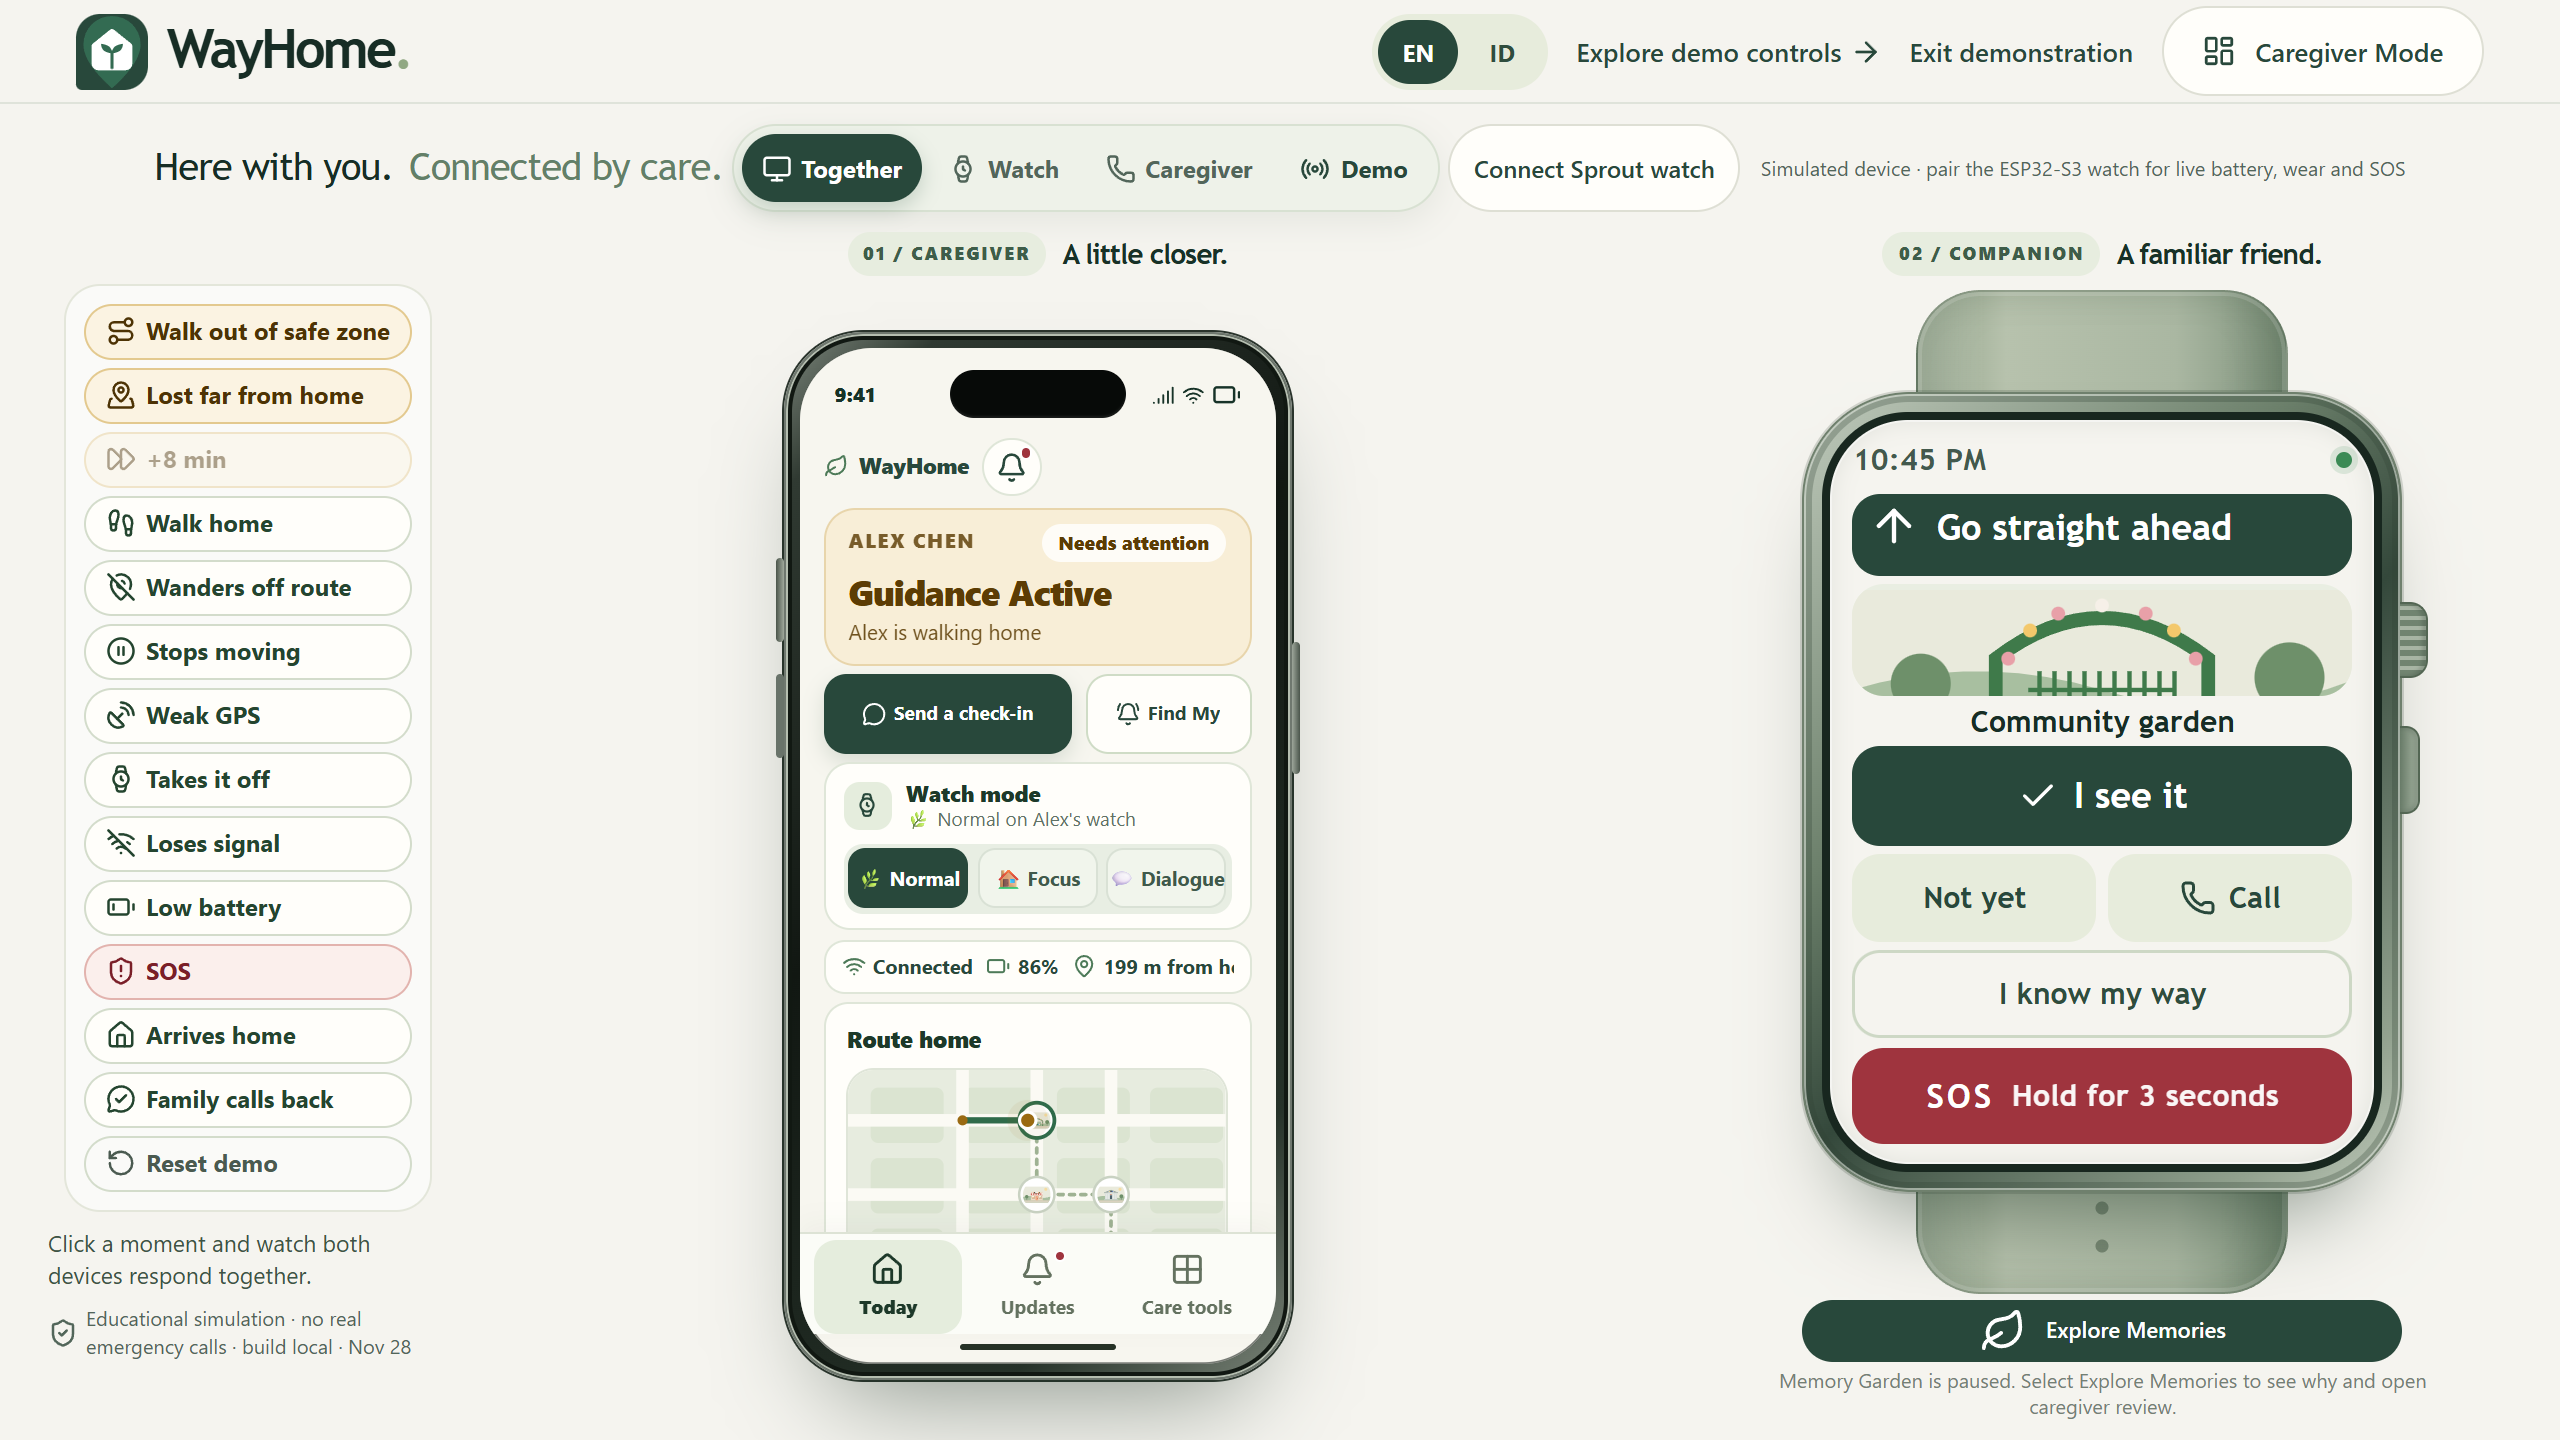 WayHome.
EN ID Explore demo controls Exit demonstration Caregiver Mode
Here with you. Connected by care. Together Watch Caregiver Demo Connect Sprout watch Simulated device · pair the ESP32-S3 watch for live battery, wear and SOS
Walk out of safe zone
Lost far from home
+8 min
Walk home
Wanders off route
Stops moving
Weak GPS
Takes it off
Loses signal
Low battery
SOS
Arrives home
Family calls back
Reset demo
Click a moment and watch both
devices respond together.
Educational simulation · no real
emergency calls · build local · Nov 28
01 / CAREGIVER A little closer.
9:41
WayHome
ALEX CHEN Needs attention
Guidance Active
Alex is walking home
Send a check-in Find My
Watch mode
Normal on Alex's watch
Normal Focus Dialogue
Connected 86% 199 m from
Route home
Today Updates Care tools
02 / COMPANION A familiar friend.
10:45 PM
Go straight ahead
Community garden
I see it
Not yet Call
I know my way
SOS Hold for 3 seconds
Explore Memories
Memory Garden is paused. Select Explore Memories to see why and open
caregiver review.